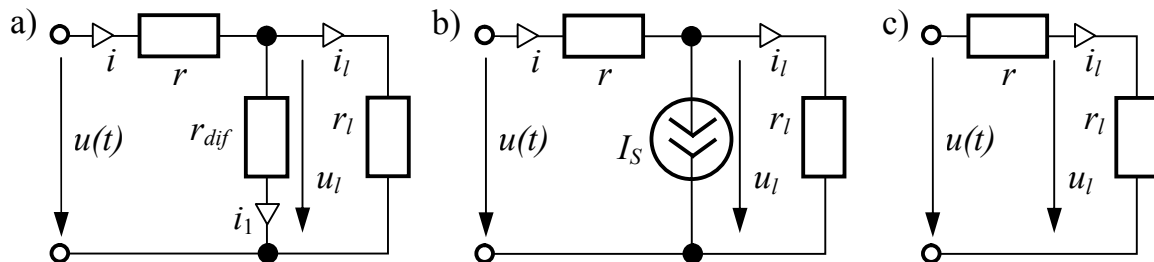 a)
i
r
i_l
u(t)
r_dif
r_l
u_l
i_1
b)
i
r
i_l
u(t)
I_S
r_l
u_l
c)
r
i_l
u(t)
r_l
u_l